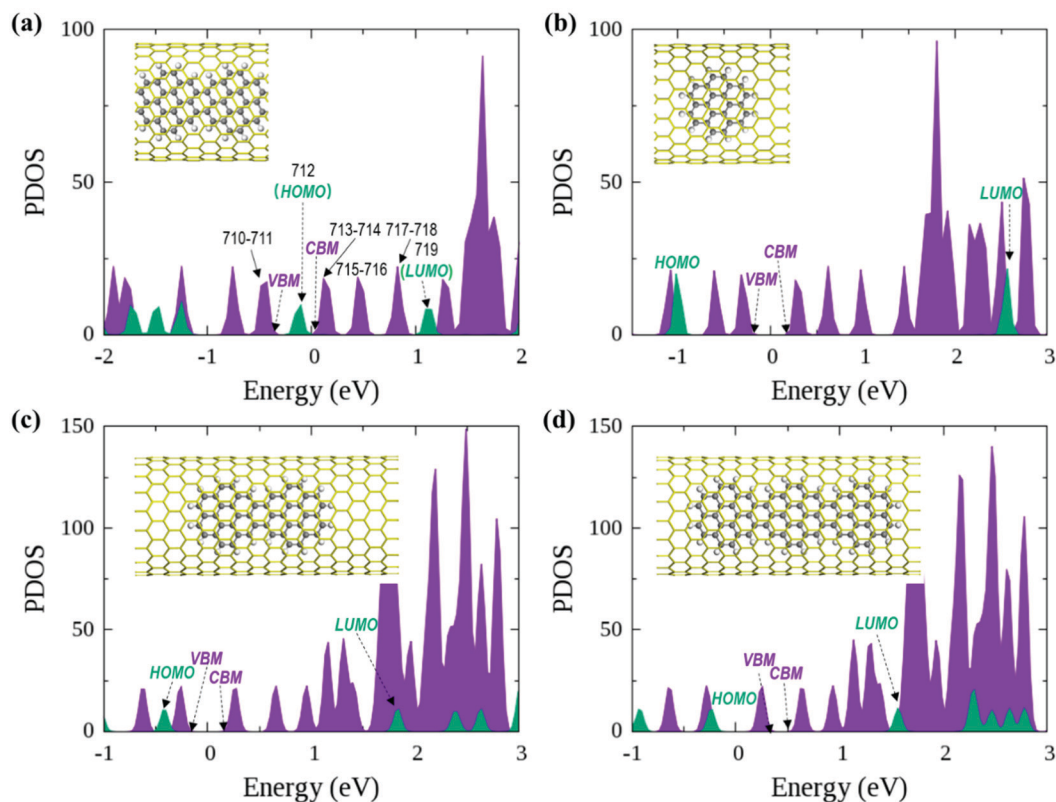 (a)
100
50
0
PDOS
712
(HOMO)
710-711
VBM
CBM
713-714
715-716
717-718
719
(LUMO)
-2
-1
0
1
2
Energy (eV)
(b)
100
50
0
PDOS
HOMO
VBM
CBM
LUMO
-1
0
1
2
3
Energy (eV)
(c)
150
100
50
0
PDOS
HOMO
VBM
CBM
LUMO
-1
0
1
2
3
Energy (eV)
(d)
150
100
50
0
PDOS
HOMO
VBM
CBM
LUMO
-1
0
1
2
3
Energy (eV)